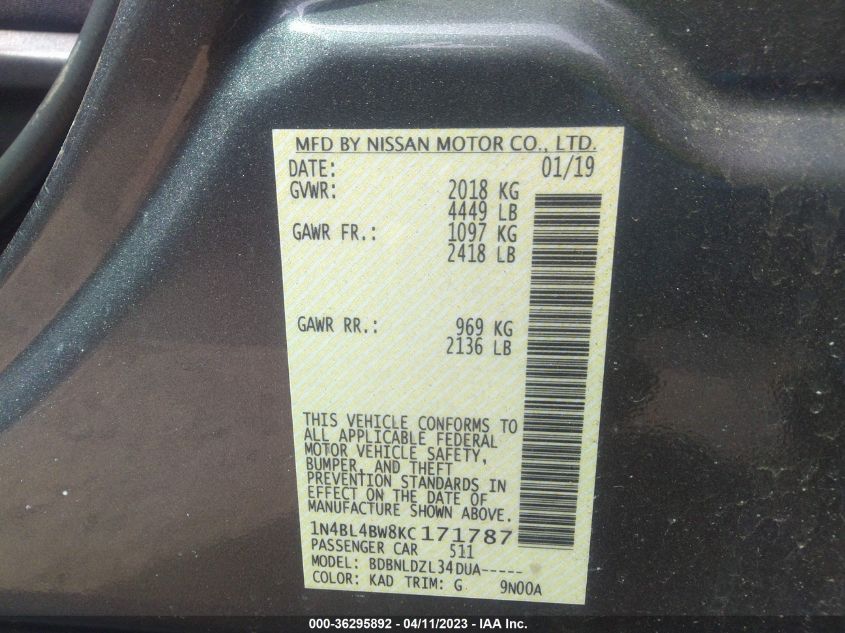 MFD BY NISSAN MOTOR CO., LTD.
DATE: 01/19
GVWR: 2018 KG
4449 LB
GAWR FR.: 1097 KG
2418 LB
GAWR RR.: 969 KG
2136 LB
THIS VEHICLE CONFORMS TO
ALL APPLICABLE FEDERAL
MOTOR VEHICLE SAFETY,
BUMPER, AND THEFT
PREVENTION STANDARDS IN
EFFECT ON THE DATE OF
MANUFACTURE SHOWN ABOVE.
1N4BL4BW8KC171787
PASSENGER CAR 511
MODEL: BDBNLDZL34DUA-----
COLOR: KAD TRIM: G 9N00A
000-36295892 - 04/11/2023 - IAA Inc.